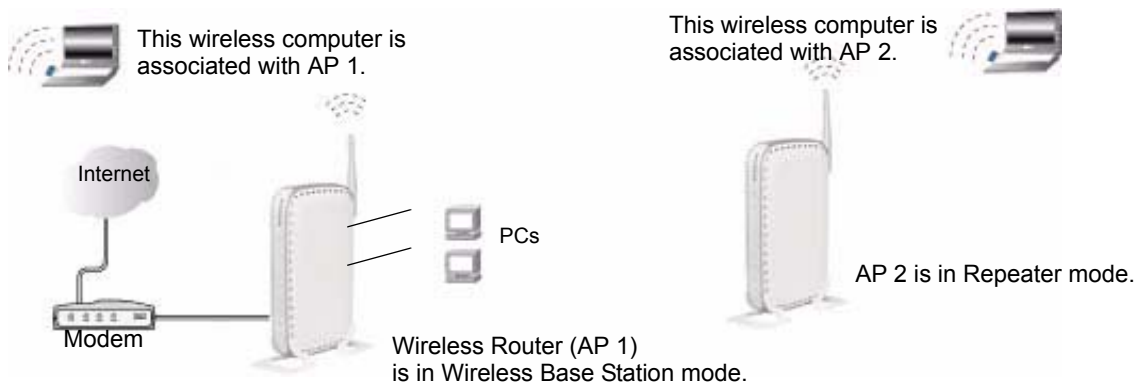 This wireless computer is
associated with AP 1.
This wireless computer is
associated with AP 2.
Internet
PCs
AP 2 is in Repeater mode.
Modem
Wireless Router (AP 1)
is in Wireless Base Station mode.